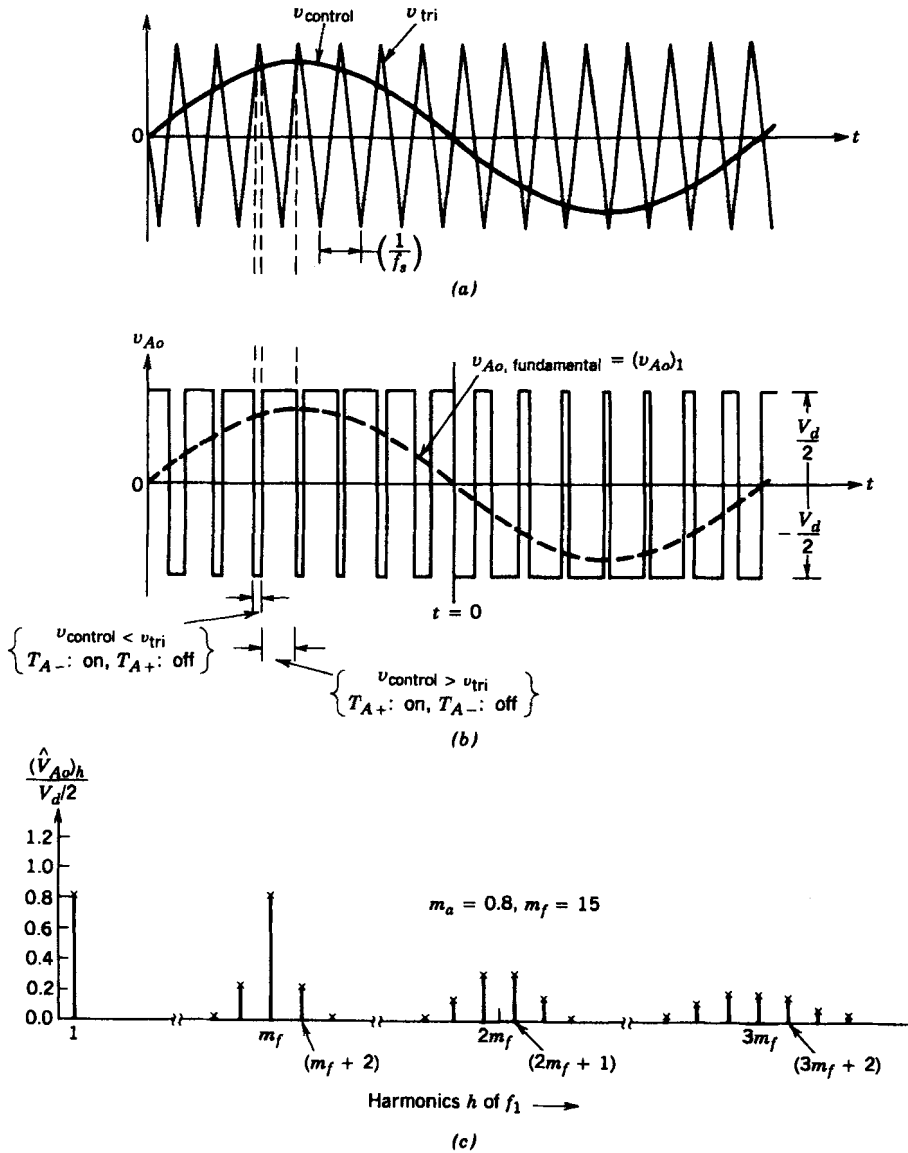 v_control
v_tri
0
t
(1/f_s)
(a)
v_Ao
v_Ao, fundamental = (v_Ao)_1
V_d/2
0
t
-V_d/2
t = 0
{ v_control < v_tri
T_A−: on, T_A+: off }
{ v_control > v_tri
T_A+: on, T_A−: off }
(b)
(V̂_Ao)_h / V_d/2
1.2
1.0
0.8
m_a = 0.8, m_f = 15
0.6
0.4
0.2
0.0
1
m_f
2m_f
3m_f
(m_f + 2)
(2m_f + 1)
(3m_f + 2)
Harmonics h of f_1 →
(c)